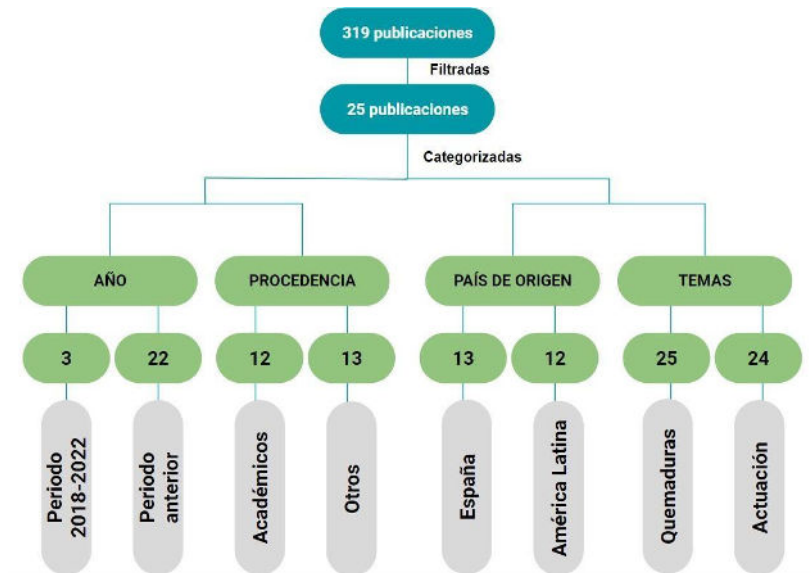 319 publicaciones
Filtradas
25 publicaciones
Categorizadas
AÑO
PROCEDENCIA
PAÍS DE ORIGEN
TEMAS
3
22
12
13
13
12
25
24
Periodo
2018-2022
Periodo
anterior
Académicos
Otros
España
América Latina
Quemaduras
Actuación